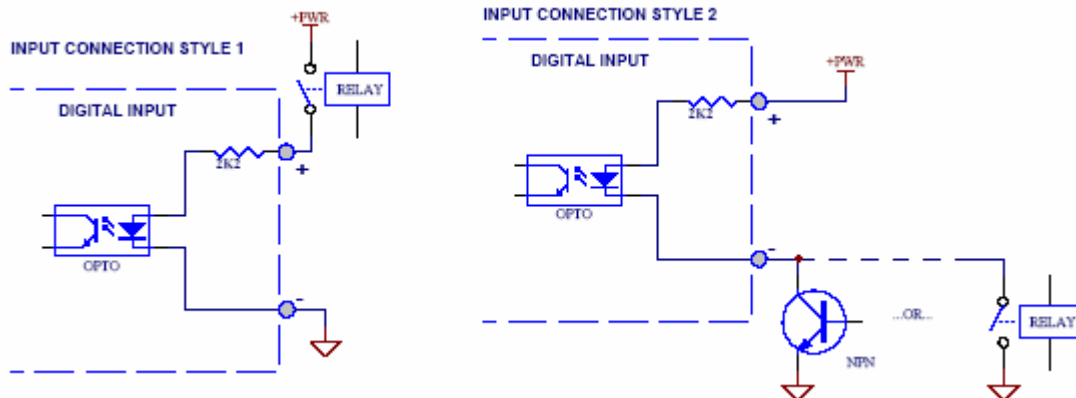 INPUT CONNECTION STYLE 1
+PWR
RELAY
DIGITAL INPUT
2K2
+
OPTO
-
INPUT CONNECTION STYLE 2
DIGITAL INPUT
+PWR
2K2
+
OPTO
-
NPN
...OR...
RELAY